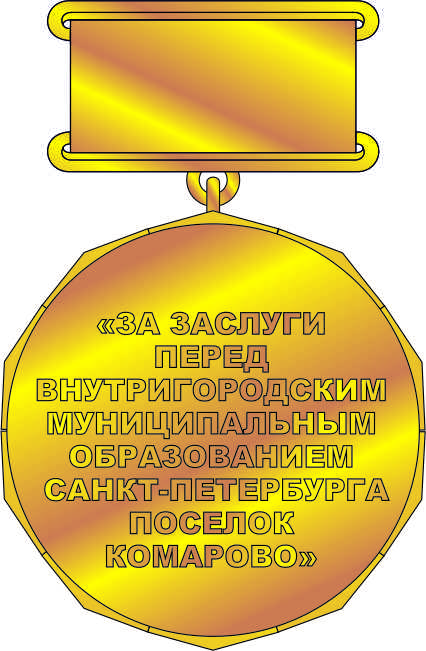 «ЗА ЗАСЛУГИ
ПЕРЕД
ВНУТРИГОРОДСКИМ
МУНИЦИПАЛЬНЫМ
ОБРАЗОВАНИЕМ
САНКТ-ПЕТЕРБУРГА
ПОСЕЛОК
КОМАРОВО»